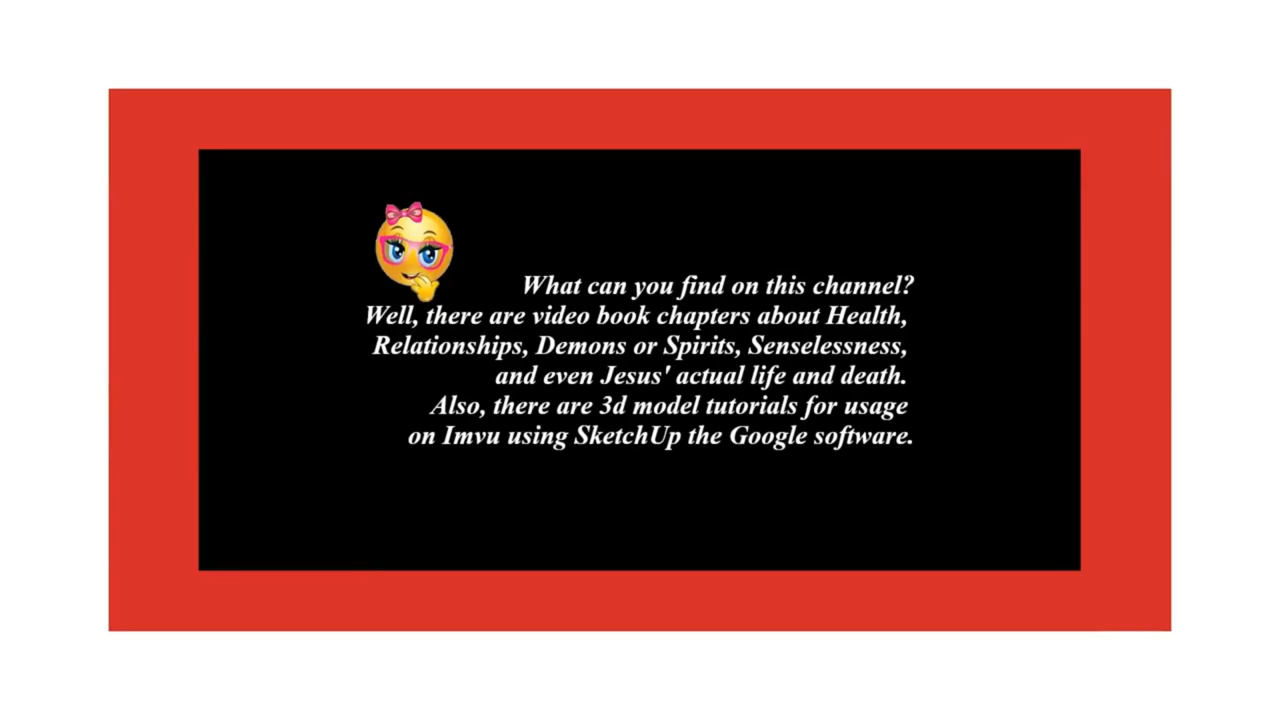 What can you find on this channel?
Well, there are video book chapters about Health,
Relationships, Demons or Spirits, Senselessness,
and even Jesus' actual life and death.
Also, there are 3d model tutorials for usage
on Imvu using SketchUp the Google software.